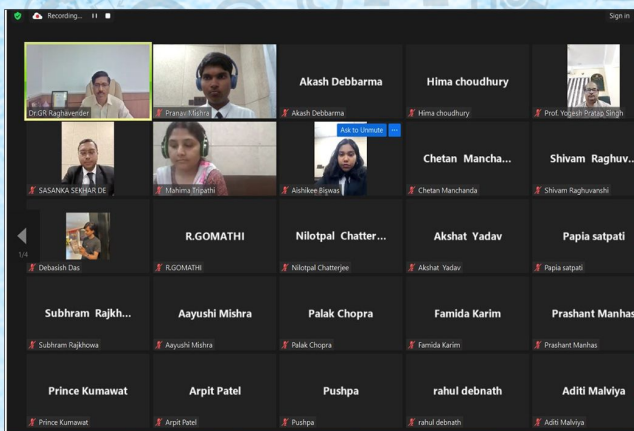 Recording...
Sign in
Dr.GR Raghavender
Pranav Mishra
Akash Debbarma
Akash Debbarma
Hima choudhury
Hima choudhury
Prof. Yogesh Pratap Singh
SASANKA SEKHAR DE
Mahima Tripathi
Ask to Unmute ...
Aishikee Biswas
Chetan Mancha...
Chetan Manchanda
Shivam Raghuv..
Shivam Raghuvanshi
1/4
Debasish Das
R.GOMATHI
R.GOMATHI
Nilotpal Chatter...
Nilotpal Chatterjee
Akshat Yadav
Akshat Yadav
Papia satpati
Papia satpati
Subhram Rajkh...
Subhram Rajkhowa
Aayushi Mishra
Aayushi Mishra
Palak Chopra
Palak Chopra
Famida Karim
Famida Karim
Prashant Manhas
Prashant Manhas
Prince Kumawat
Prince Kumawat
Arpit Patel
Arpit Patel
Pushpa
Pushpa
rahul debnath
rahul debnath
Aditi Malviya
Aditi Malviya